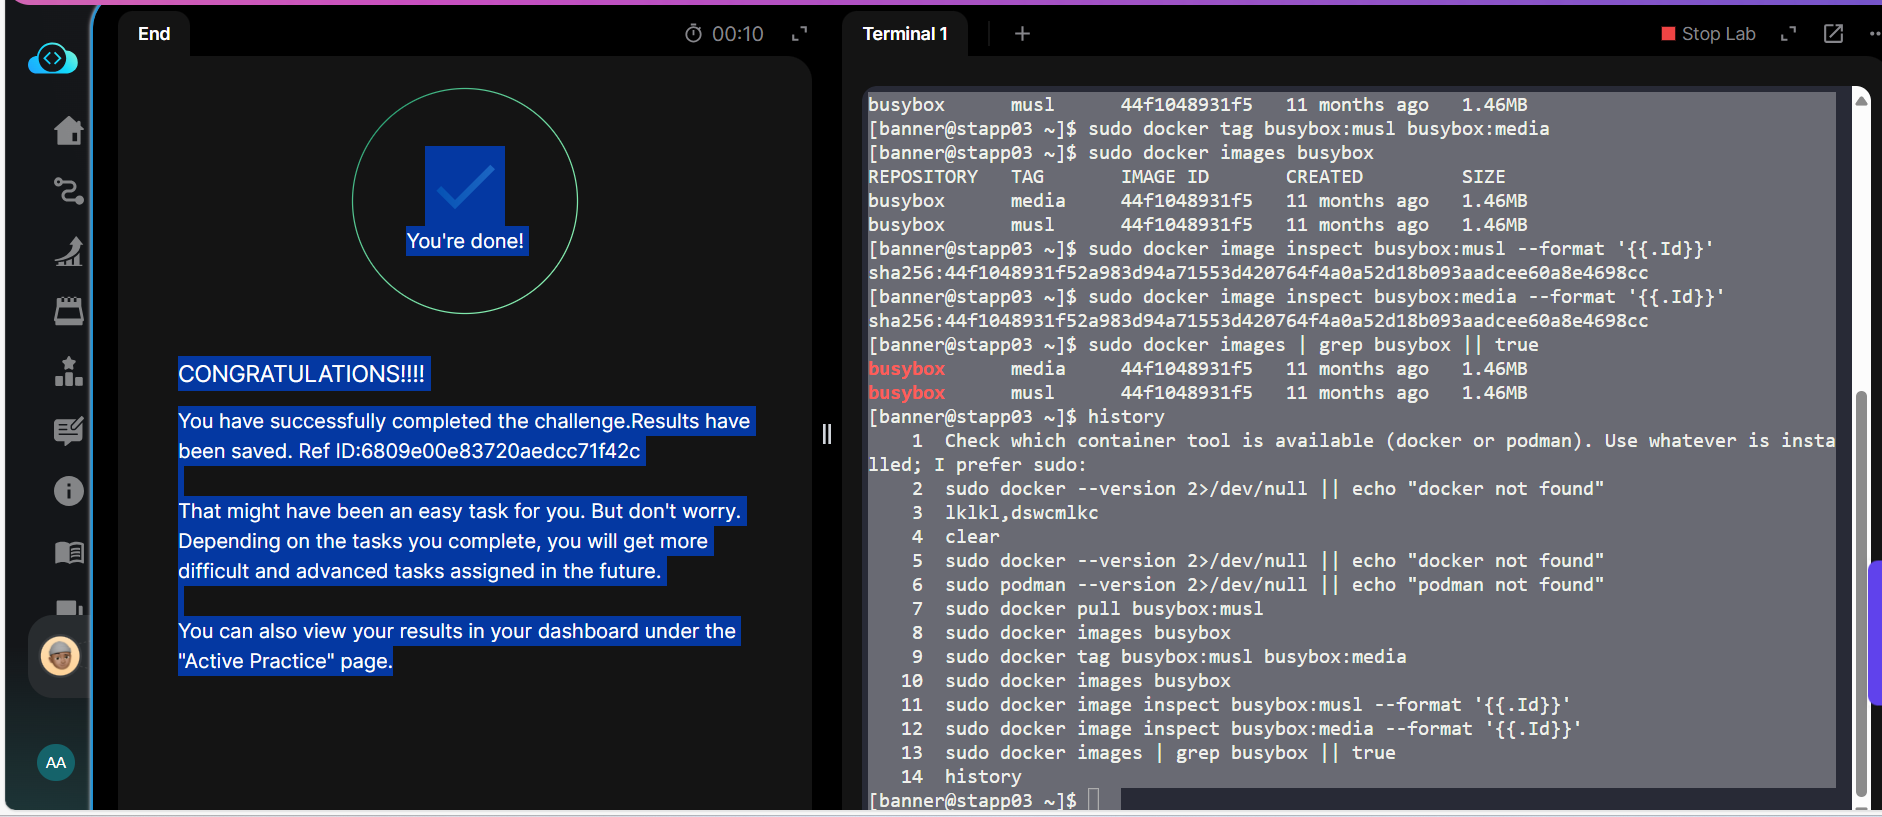 End
00:10
You're done!
CONGRATULATIONS!!!!
You have successfully completed the challenge.Results have
been saved. Ref ID:6809e00e83720aedcc71f42c
That might have been an easy task for you. But don't worry.
Depending on the tasks you complete, you will get more
difficult and advanced tasks assigned in the future.
You can also view your results in your dashboard under the
"Active Practice" page.
AA
Terminal 1
+
Stop Lab
busybox musl 44f1048931f5 11 months ago 1.46MB
[banner@stapp03 ~]$ sudo docker tag busybox:musl busybox:media
[banner@stapp03 ~]$ sudo docker images busybox
REPOSITORY TAG IMAGE ID CREATED SIZE
busybox media 44f1048931f5 11 months ago 1.46MB
busybox musl 44f1048931f5 11 months ago 1.46MB
[banner@stapp03 ~]$ sudo docker image inspect busybox:musl --format '{{.Id}}'
sha256:44f1048931f52a983d94a71553d420764f4a0a52d18b093aadcee60a8e4698cc
[banner@stapp03 ~]$ sudo docker image inspect busybox:media --format '{{.Id}}'
sha256:44f1048931f52a983d94a71553d420764f4a0a52d18b093aadcee60a8e4698cc
[banner@stapp03 ~]$ sudo docker images | grep busybox || true
busybox media 44f1048931f5 11 months ago 1.46MB
busybox musl 44f1048931f5 11 months ago 1.46MB
[banner@stapp03 ~]$ history
1 Check which container tool is available (docker or podman). Use whatever is insta
lled; I prefer sudo:
2 sudo docker --version 2>/dev/null || echo "docker not found"
3 lklkl,dswcmlkc
4 clear
5 sudo docker --version 2>/dev/null || echo "docker not found"
6 sudo podman --version 2>/dev/null || echo "podman not found"
7 sudo docker pull busybox:musl
8 sudo docker images busybox
9 sudo docker tag busybox:musl busybox:media
10 sudo docker images busybox
11 sudo docker image inspect busybox:musl --format '{{.Id}}'
12 sudo docker image inspect busybox:media --format '{{.Id}}'
13 sudo docker images | grep busybox || true
14 history
[banner@stapp03 ~]$